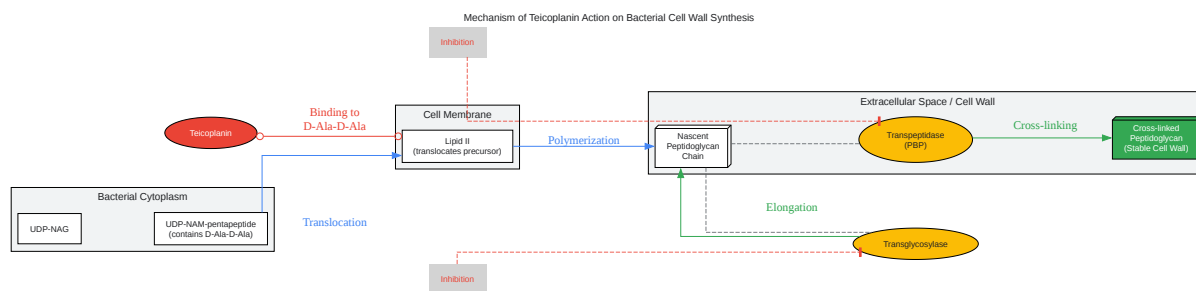 Mechanism of Teicoplanin Action on Bacterial Cell Wall Synthesis
Inhibition
Teicoplanin
Binding to
D-Ala-D-Ala
Cell Membrane
Lipid II
(translocates precursor)
Polymerization
Extracellular Space / Cell Wall
Nascent
Peptidoglycan
Chain
Transpeptidase
(PBP)
Cross-linking
Cross-linked
Peptidoglycan
(Stable Cell Wall)
Bacterial Cytoplasm
UDP-NAG
UDP-NAM-pentapeptide
(contains D-Ala-D-Ala)
Translocation
Elongation
Transglycosylase
Inhibition